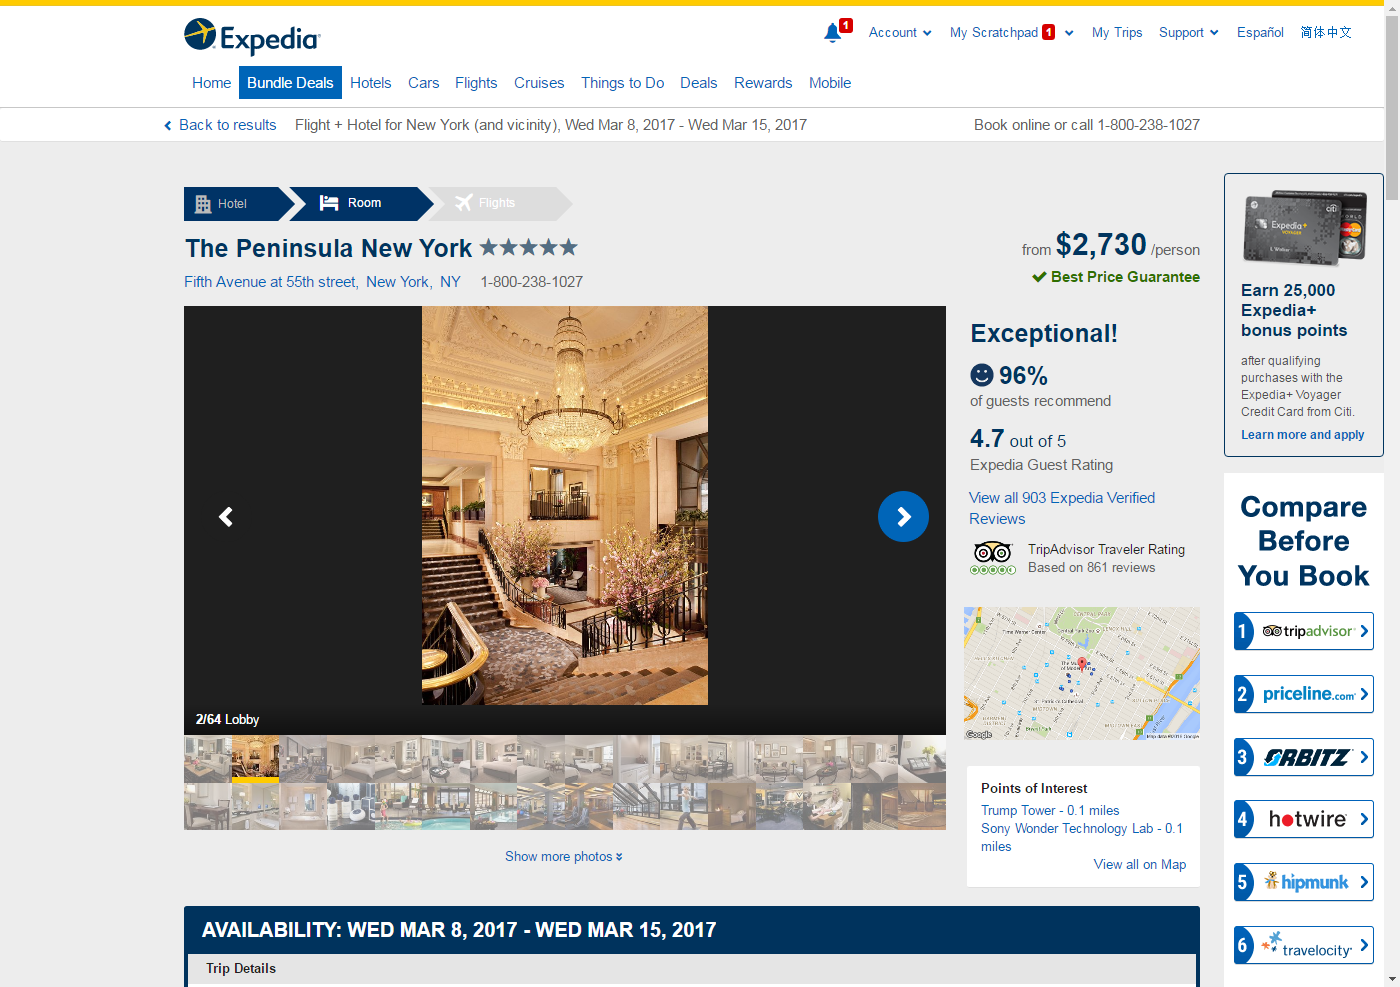 Expedia
1
Account
My Scratchpad 1
My Trips
Support
Español
简体中文
Home
Bundle Deals
Hotels
Cars
Flights
Cruises
Things to Do
Deals
Rewards
Mobile
Back to results
Flight + Hotel for New York (and vicinity), Wed Mar 8, 2017 - Wed Mar 15, 2017
Book online or call 1-800-238-1027
Hotel
Room
Flights
The Peninsula New York
from $2,730 /person
Fifth Avenue at 55th street, New York, NY 1-800-238-1027
Best Price Guarantee
2/64 Lobby
Show more photos
Exceptional!
96%
of guests recommend
4.7 out of 5
Expedia Guest Rating
View all 903 Expedia Verified
Reviews
TripAdvisor Traveler Rating
Based on 861 reviews
Google
Points of Interest
Trump Tower - 0.1 miles
Sony Wonder Technology Lab - 0.1
miles
View all on Map
citi
Expedia+
VOYAGER
Earn 25,000
Expedia+
bonus points
after qualifying
purchases with the
Expedia+ Voyager
Credit Card from Citi.
Learn more and apply
Compare
Before
You Book
1 tripadvisor
2 priceline.com
3 ORBITZ
4 hotwire
5 hipmunk
6 travelocity
AVAILABILITY: WED MAR 8, 2017 - WED MAR 15, 2017
Trip Details